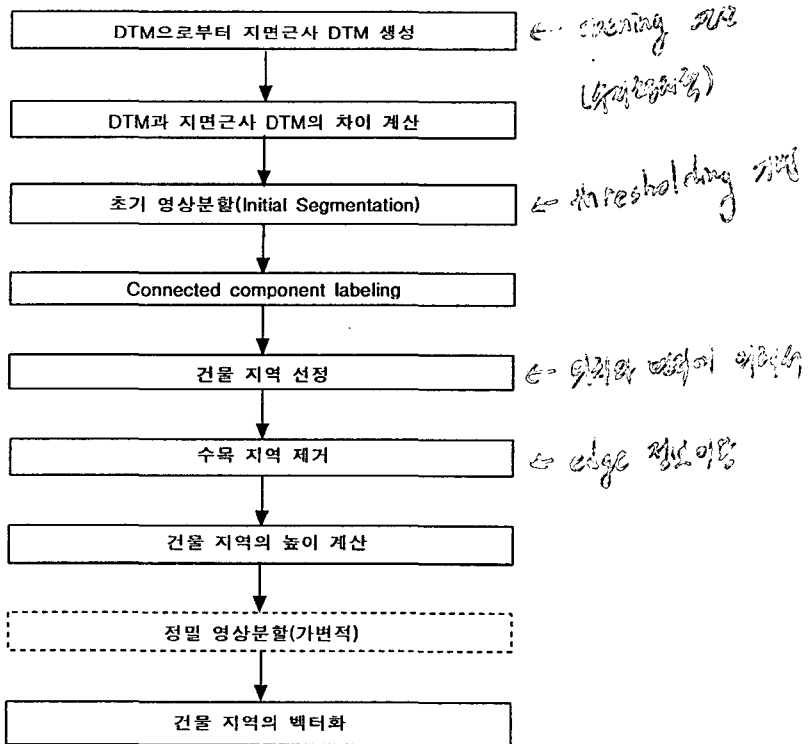 DTM으로부터 지면근사 DTM 생성
← opening 기법
DTM과 지면근사 DTM의 차이 계산
초기 영상분할(Initial Segmentation)
← thresholding 기법
Connected component labeling
건물 지역 선정
←
수목 지역 제거
← edge 정보이용
건물 지역의 높이 계산
정밀 영상분할(가변적)
건물 지역의 벡터화